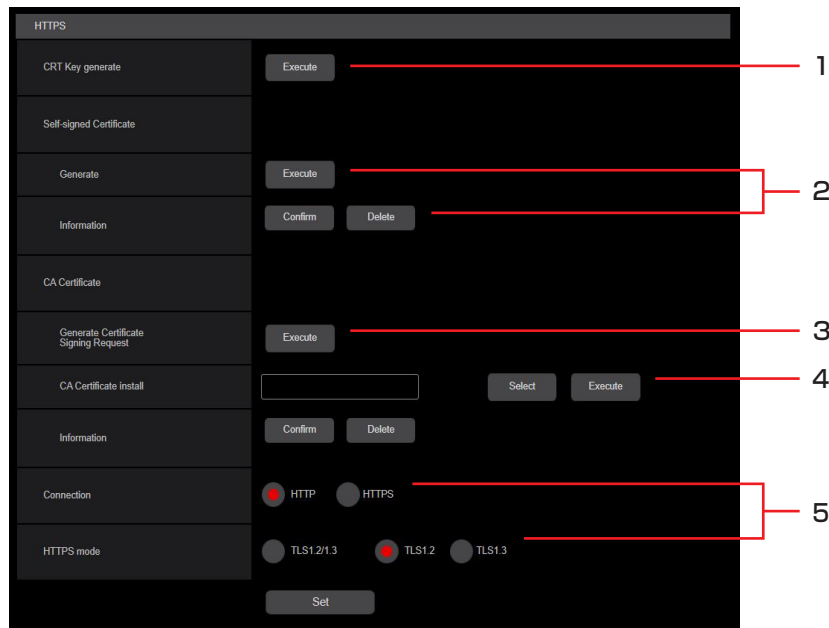 HTTPS
CRT Key generate Execute 1
Self-signed Certificate
Generate Execute
2
Information Confirm Delete
CA Certificate
Generate Certificate
Signing Request Execute 3
CA Certificate install Select Execute 4
Information Confirm Delete
Connection HTTP HTTPS
5
HTTPS mode TLS1.2/1.3 TLS1.2 TLS1.3
Set